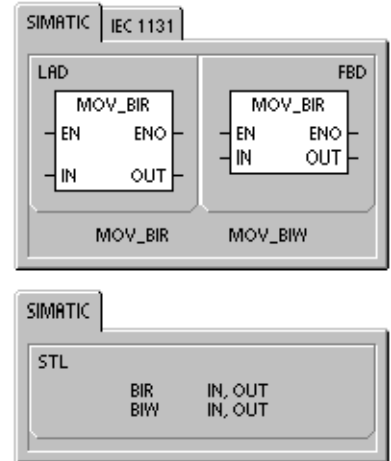 SIMATIC IEC 1131
LAD FBD
MOV_BIR MOV_BIR
EN ENO EN ENO
IN OUT IN OUT
MOV_BIR MOV_BIW
SIMATIC
STL
BIR IN, OUT
BIW IN, OUT